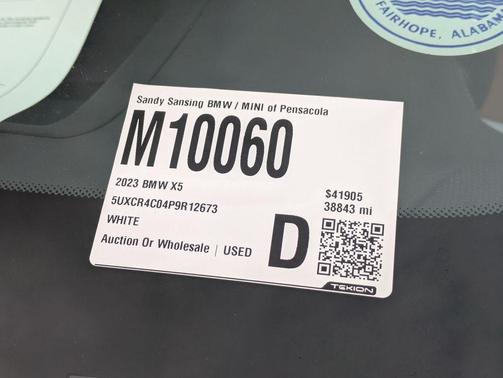 FAIRHOPE, ALABAMA
Sandy Sansing BMW / MINI of Pensacola
M10060
2023 BMW X5
5UXCR4C04P9R12673
WHITE
Auction Or Wholesale | USED
D
$41905
38843 mi
TEKION